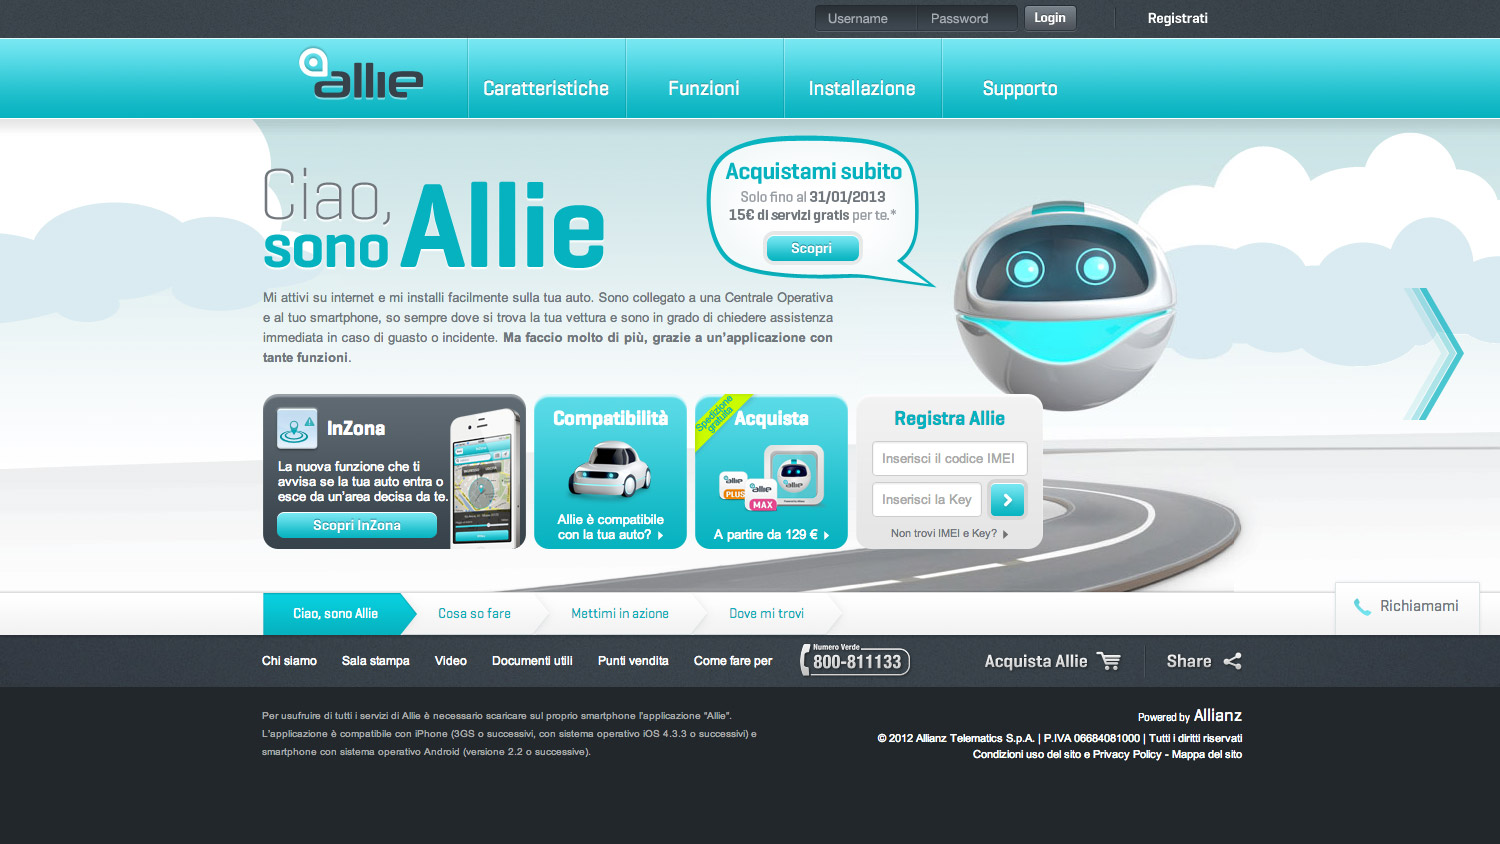 Username
Password
Login
Registrati
allie
Caratteristiche
Funzioni
Installazione
Supporto
Ciao,
sono Allie
Acquistami subito
Solo fino al 31/01/2013
15€ di servizi gratis per te.*
Scopri
Mi attivi su internet e mi installi facilmente sulla tua auto. Sono collegato a una Centrale Operativa
e al tuo smartphone, so sempre dove si trova la tua vettura e sono in grado di chiedere assistenza
immediata in caso di guasto o incidente. Ma faccio molto di più, grazie a un'applicazione con
tante funzioni.
InZona
La nuova funzione che ti
avvisa se la tua auto entra o
esce da un'area decisa da te.
Scopri InZona
Compatibilità
Allie è compatibile
con la tua auto?
Spedizione
gratuita
Acquista
allie
PLUS
allie
MAX
A partire da 129 €
Registra Allie
Inserisci il codice IMEI
Inserisci la Key
Non trovi IMEI e Key?
Ciao, sono Allie
Cosa so fare
Mettimi in azione
Dove mi trovi
Richiamami
Chi siamo
Sala stampa
Video
Documenti utili
Punti vendita
Come fare per
Numero Verde
800-811133
Acquista Allie
Share
Per usufruire di tutti i servizi di Allie è necessario scaricare sul proprio smartphone l'applicazione "Allie".
L'applicazione è compatibile con iPhone (3GS o successivi, con sistema operativo iOS 4.3.3 o successivi) e
smartphone con sistema operativo Android (versione 2.2 o successive).
Powered by Allianz
© 2012 Allianz Telematics S.p.A. | P.IVA 06684081000 | Tutti i diritti riservati
Condizioni uso del sito e Privacy Policy - Mappa del sito